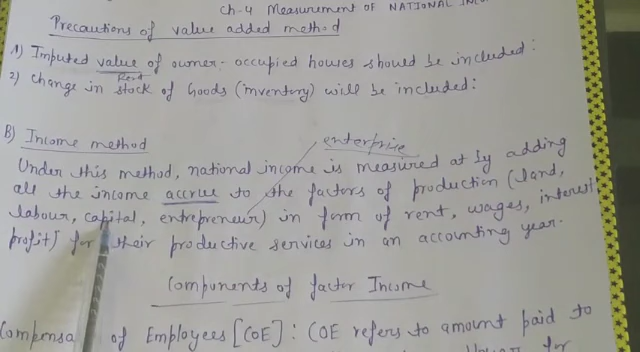 Ch-4 Measurement OF NATIONAL
Precautions of value added method
1) Imputed value of owner-occupied houses should be included:
Rent
2) Change in stock of Goods (inventory) will be included:
B) Income method
enterprise
Under this method, national income is measured at by adding
all the income accrue to the factors of production (land,
labour, capital, entrepreneur) in form of rent, wages, interest
profit) for their productive services in an accounting year.
Components of factor Income
of Employees [COE]: COE refers to amount paid to
for